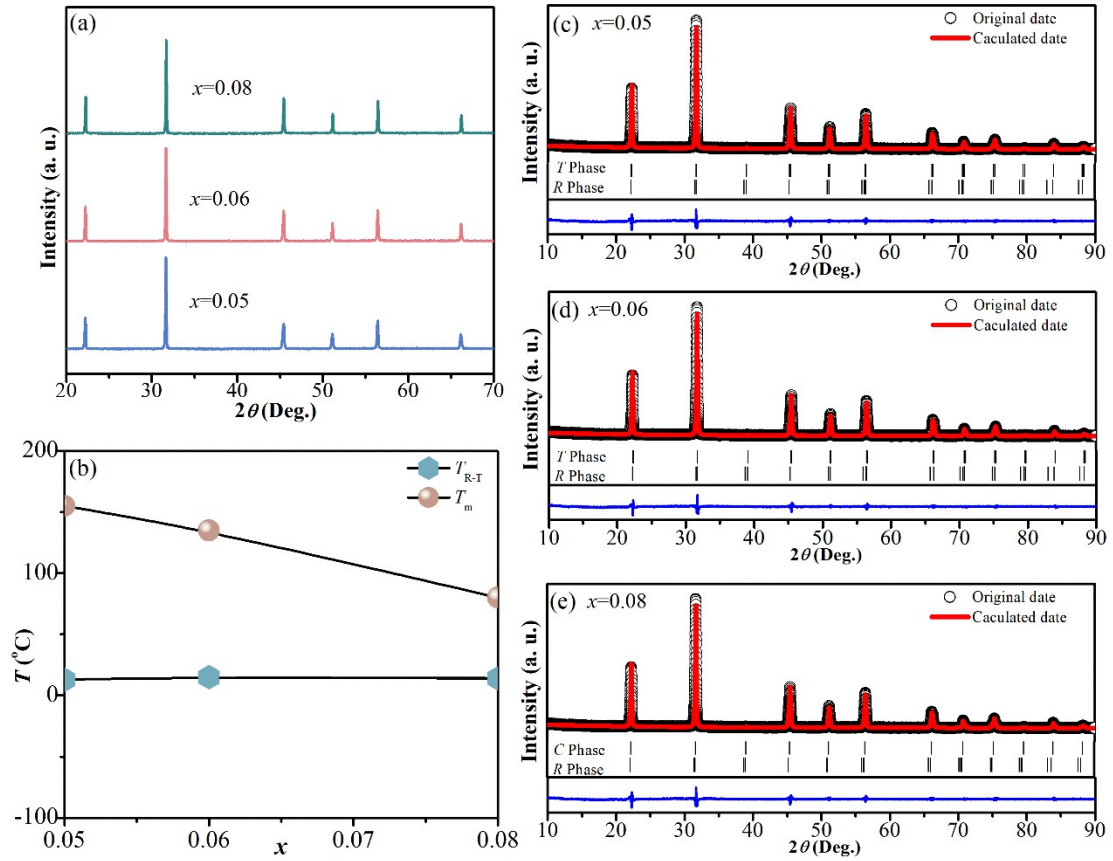 (a)
x=0.08
x=0.06
x=0.05
Intensity (a. u.)
20 30 40 50 60 70
2θ (Deg.)
(b)
T R-T
T m
200
100
0
-100
T (°C)
0.05 0.06 0.07 0.08
x
(c) x=0.05
Original date
Caculated date
Intensity (a. u.)
T Phase
R Phase
10 20 30 40 50 60 70 80 90
2θ (Deg.)
(d) x=0.06
Original date
Caculated date
Intensity (a. u.)
T Phase
R Phase
10 20 30 40 50 60 70 80 90
2θ (Deg.)
(e) x=0.08
Original date
Caculated date
Intensity (a. u.)
C Phase
R Phase
10 20 30 40 50 60 70 80 90
2θ (Deg.)